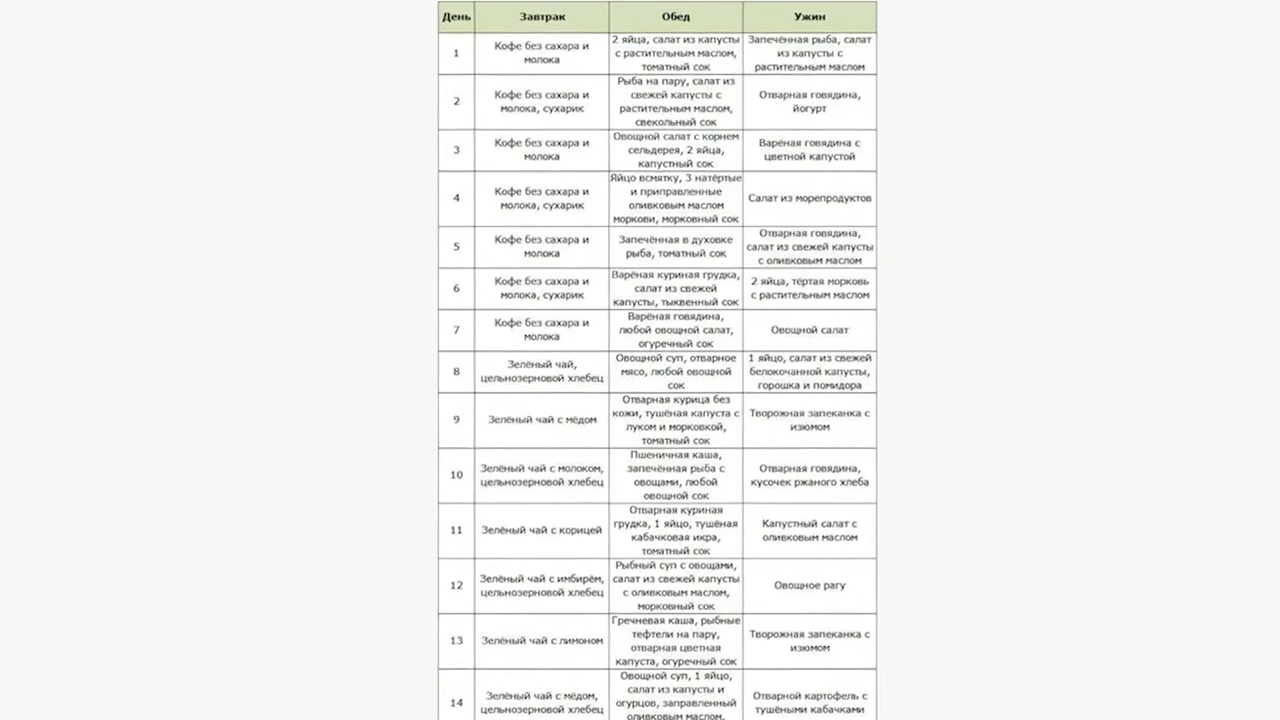 День Завтрак Обед Ужин
1
Кофе без сахара и
молока
2 яйца, салат из капусты
с растительным маслом,
томатный сок
Запечённая рыба, салат
из капусты с
растительным маслом
2
Кофе без сахара и
молока, сухарик
Рыба на пару, салат из
свежей капусты с
растительным маслом,
свекольный сок
Отварная говядина,
йогурт
3
Кофе без сахара и
молока
Овощной салат с корнем
сельдерея, 2 яйца,
капустный сок
Варёная говядина с
цветной капустой
4
Кофе без сахара и
молока, сухарик
Яйцо всмятку, 3 натёртые
и приправленные
оливковым маслом
моркови, морковный сок
Салат из морепродуктов
5
Кофе без сахара и
молока
Запечённая в духовке
рыба, томатный сок
Отварная говядина,
салат из свежей капусты
с оливковым маслом
6
Кофе без сахара и
молока, сухарик
Варёная куриная грудка,
салат из свежей
капусты, тыквенный сок
2 яйца, тёртая морковь
с растительным маслом
7
Кофе без сахара и
молока
Варёная говядина,
любой овощной салат,
огуречный сок
Овощной салат
8
Зелёный чай,
цельнозерновой хлебец
Овощной суп, отварное
мясо, любой овощной
сок
1 яйцо, салат из свежей
белокочанной капусты,
горошка и помидора
9
Зелёный чай с мёдом
Отварная курица без
кожи, тушёная капуста с
луком и морковкой,
томатный сок
Творожная запеканка с
изюмом
10
Зелёный чай с молоком,
цельнозерновой хлебец
Пшеничная каша,
запечённая рыба с
овощами, любой
овощной сок
Отварная говядина,
кусочек ржаного хлеба
11
Зелёный чай с корицей
Отварная куриная
грудка, 1 яйцо, тушёная
кабачковая икра,
томатный сок
Капустный салат с
оливковым маслом
12
Зелёный чай с имбирём,
цельнозерновой хлебец
Рыбный суп с овощами,
салат из свежей капусты
с оливковым маслом,
морковный сок
Овощное рагу
13
Зелёный чай с лимоном
Гречневая каша, рыбные
тефтели на пару,
отварная цветная
капуста, огуречный сок
Творожная запеканка с
изюмом
14
Зелёный чай с мёдом,
цельнозерновой хлебец
Овощной суп, 1 яйцо,
салат из капусты и
огурцов, заправленный
оливковым маслом,
Отварной картофель с
тушёными кабачками